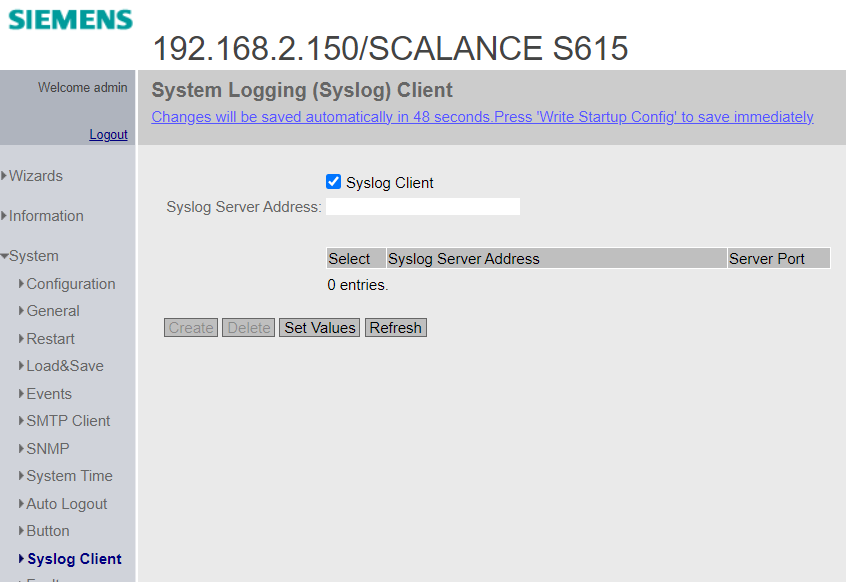 SIEMENS
192.168.2.150/SCALANCE S615
Welcome admin
Logout
System Logging (Syslog) Client
Changes will be saved automatically in 48 seconds.Press 'Write Startup Config' to save immediately
Wizards
Information
System
Configuration
General
Restart
Load&Save
Events
SMTP Client
SNMP
System Time
Auto Logout
Button
Syslog Client
Syslog Client
Syslog Server Address:
Select Syslog Server Address Server Port
0 entries.
Create Delete Set Values Refresh